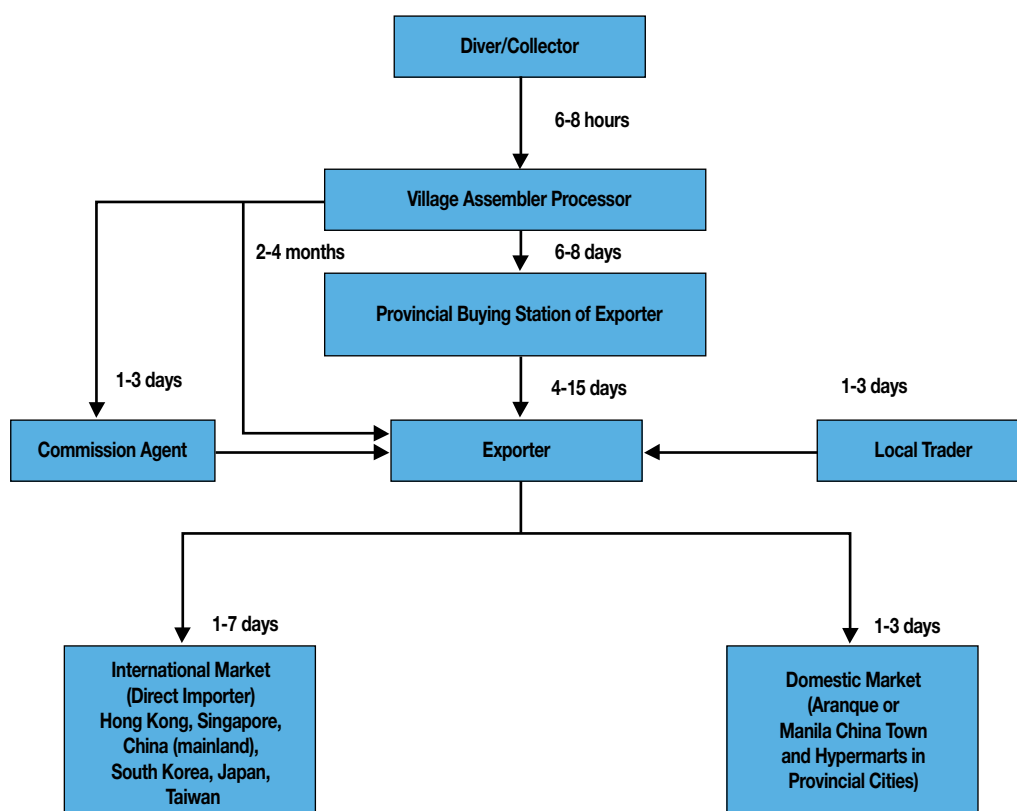 Diver/Collector
6-8 hours
Village Assembler Processor
2-4 months
6-8 days
Provincial Buying Station of Exporter
1-3 days
4-15 days
1-3 days
Commission Agent
Exporter
Local Trader
1-7 days
1-3 days
International Market
(Direct Importer)
Hong Kong, Singapore,
China (mainland),
South Korea, Japan,
Taiwan
Domestic Market
(Aranque or
Manila China Town
and Hypermarts in
Provincial Cities)